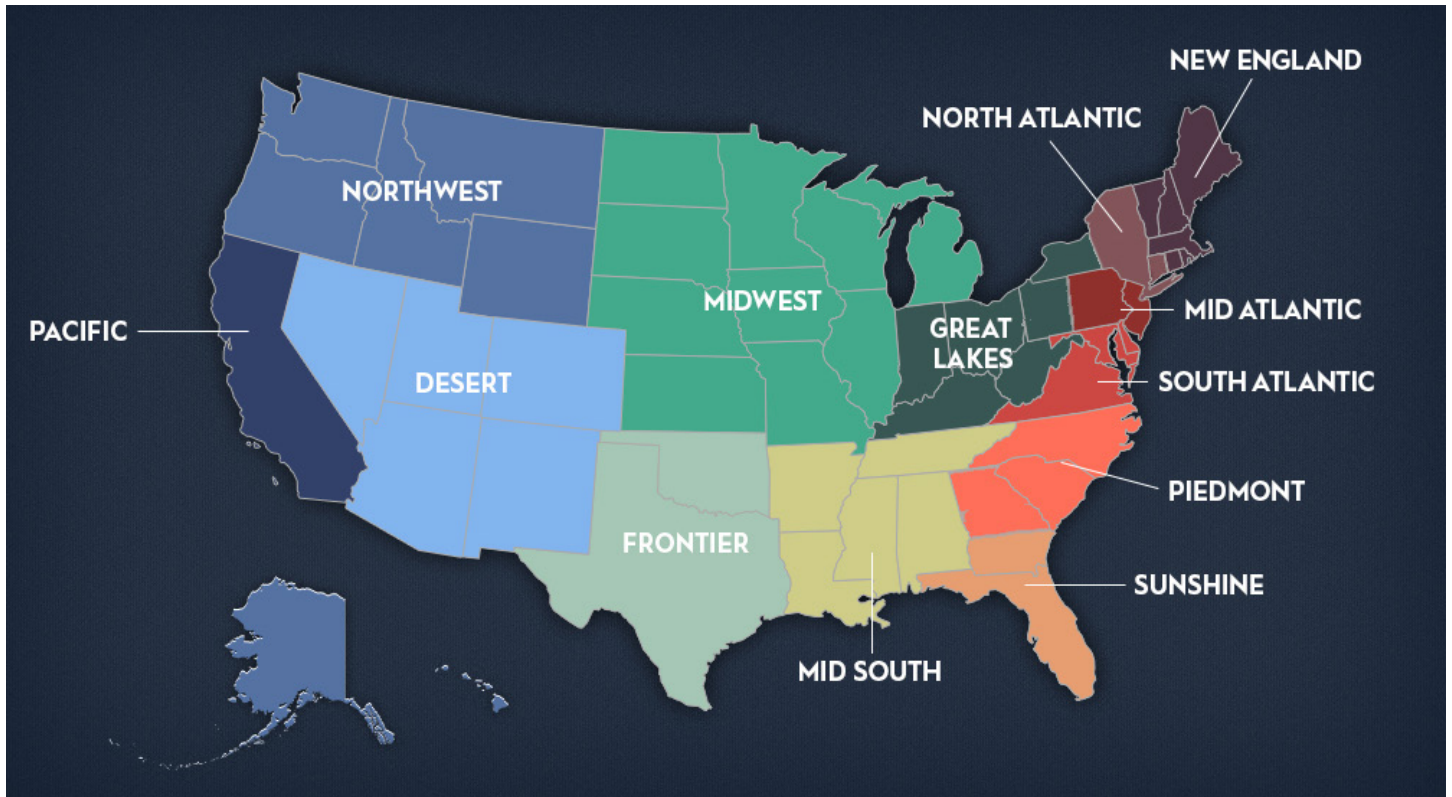 NEW ENGLAND
NORTH ATLANTIC
NORTHWEST
MIDWEST
PACIFIC
GREAT
LAKES
MID ATLANTIC
DESERT
SOUTH ATLANTIC
PIEDMONT
FRONTIER
SUNSHINE
MID SOUTH